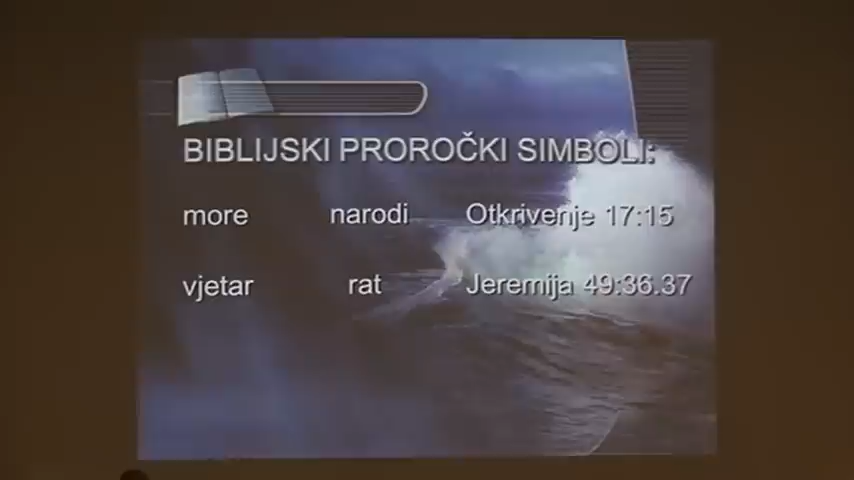 BIBLIJSKI PROROČKI SIMBOLI:
more narodi Otkrivenje 17:15
vjetar rat Jeremija 49:36.37